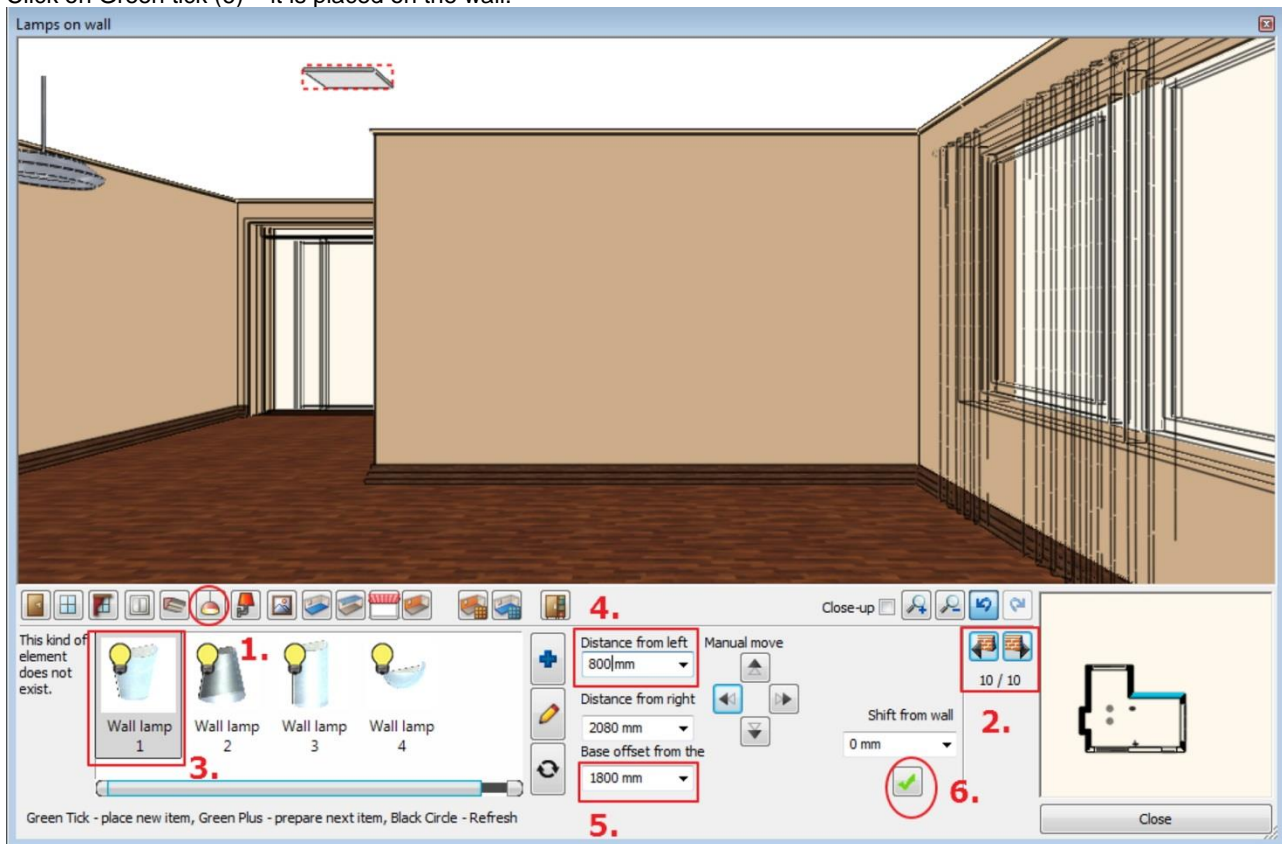 Click on Green tick (6) – it is placed on the wall.
Lamps on wall
4.
Close-up
This kind of
element
does not
exist.
1.
Wall lamp
1
Wall lamp
2
Wall lamp
3
Wall lamp
4
3.
Distance from left
800 mm
Distance from right
2080 mm
Base offset from the
1800 mm
5.
Manual move
Shift from wall
0 mm
6.
10 / 10
2.
Green Tick - place new item, Green Plus - prepare next item, Black Circle - Refresh
Close